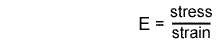 E = stress
strain